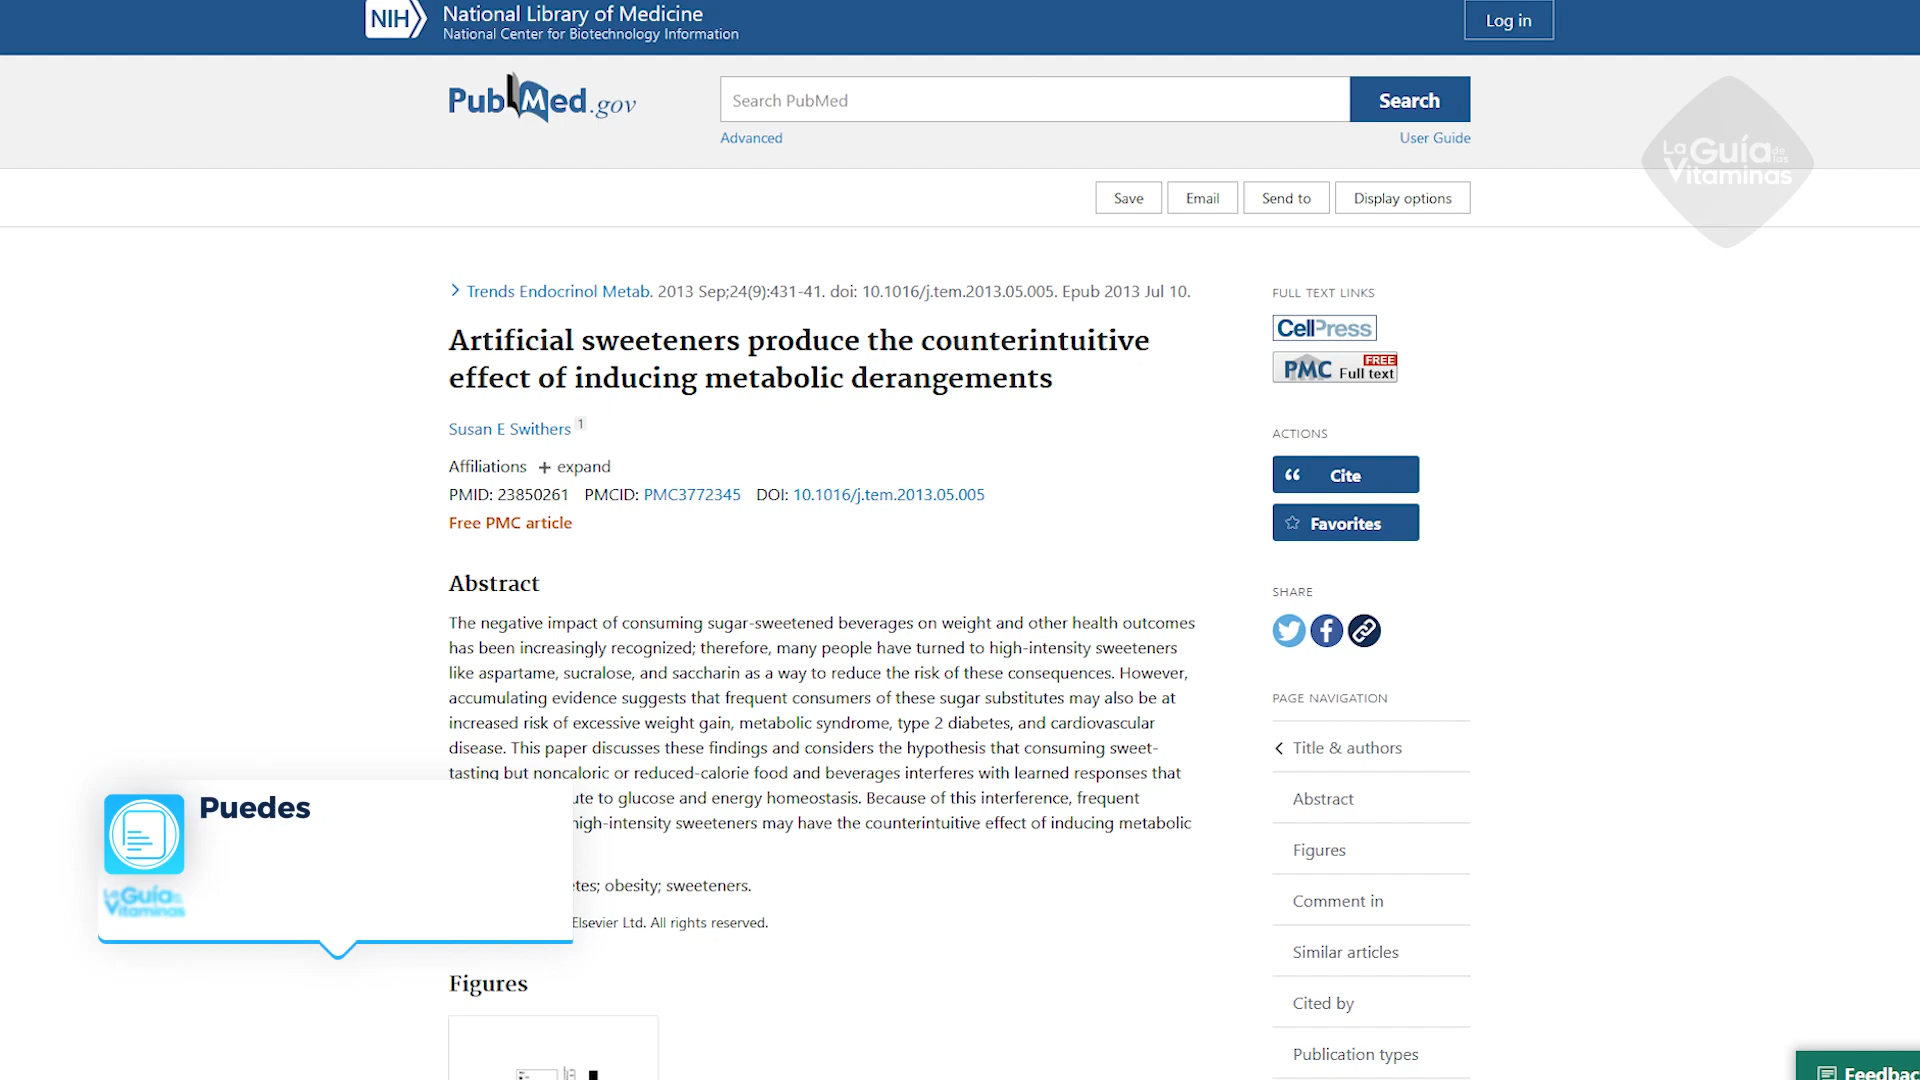 NIH National Library of Medicine
National Center for Biotechnology Information
Log in
PubMed.gov
Search PubMed
Search
Advanced
User Guide
La Guía de las Vitaminas
Save
Email
Send to
Display options
Trends Endocrinol Metab. 2013 Sep;24(9):431-41. doi: 10.1016/j.tem.2013.05.005. Epub 2013 Jul 10.
Artificial sweeteners produce the counterintuitive
effect of inducing metabolic derangements
Susan E Swithers 1
Affiliations + expand
PMID: 23850261 PMCID: PMC3772345 DOI: 10.1016/j.tem.2013.05.005
Free PMC article
Abstract
The negative impact of consuming sugar-sweetened beverages on weight and other health outcomes
has been increasingly recognized; therefore, many people have turned to high-intensity sweeteners
like aspartame, sucralose, and saccharin as a way to reduce the risk of these consequences. However,
accumulating evidence suggests that frequent consumers of these sugar substitutes may also be at
increased risk of excessive weight gain, metabolic syndrome, type 2 diabetes, and cardiovascular
disease. This paper discusses these findings and considers the hypothesis that consuming sweet-
tasting but noncaloric or reduced-calorie food and beverages interferes with learned responses that
ute to glucose and energy homeostasis. Because of this interference, frequent
high-intensity sweeteners may have the counterintuitive effect of inducing metabolic
tes; obesity; sweeteners.
Elsevier Ltd. All rights reserved.
Figures
Puedes
La Guía de las Vitaminas
FULL TEXT LINKS
CellPress
PMC FREE Full text
ACTIONS
Cite
Favorites
SHARE
PAGE NAVIGATION
Title & authors
Abstract
Figures
Comment in
Similar articles
Cited by
Publication types
Feedbac